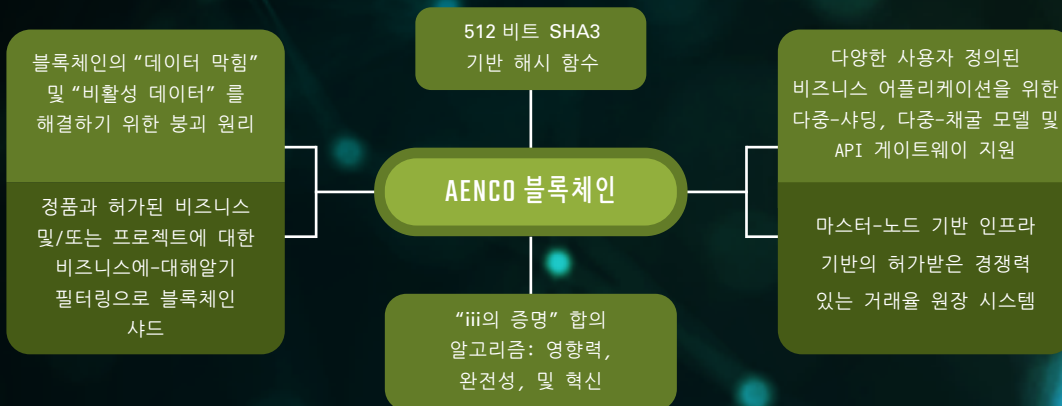 블록체인의 “데이터 막힘”
및 “비활성 데이터” 를
해결하기 위한 붕괴 원리
정품과 허가된 비즈니스
및/또는 프로젝트에 대한
비즈니스에-대해알기
필터링으로 블록체인
샤드
512 비트 SHA3
기반 해시 함수
AENCO 블록체인
“iii의 증명” 합의
알고리즘: 영향력,
완전성, 및 혁신
다양한 사용자 정의된
비즈니스 어플리케이션을 위한
다중-샤딩, 다중-채굴 모델 및
API 게이트웨이 지원
마스터-노드 기반 인프라
기반의 허가받은 경쟁력
있는 거래율 원장 시스템